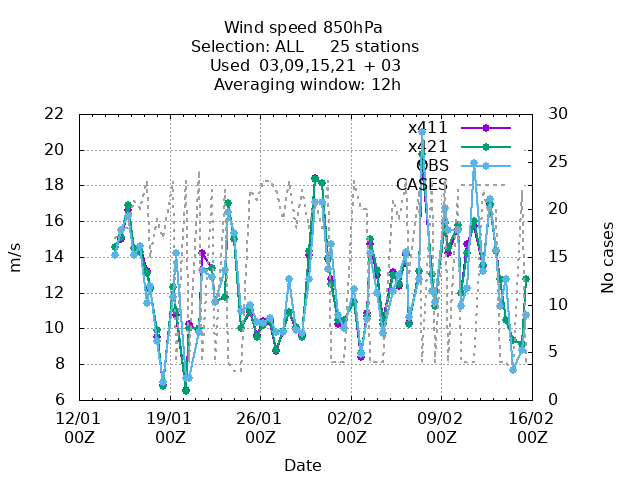 Wind speed 850hPa
Selection: ALL 25 stations
Used 03,09,15,21 + 03
Averaging window: 12h
22
20
18
16
14
12
10
8
6
30
25
20
15
10
5
0
x411
x421
OBS
CASES
m/s
No cases
12/01 19/01 26/01 02/02 09/02 16/02
00Z 00Z 00Z 00Z 00Z 00Z
Date